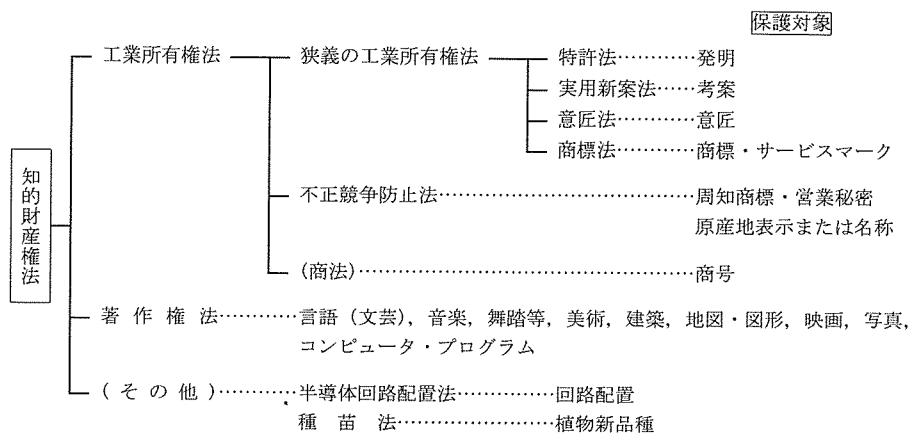 保護対象
工業所有権法 狭義の工業所有権法 特許法…………発明
実用新案法……考案
意匠法…………意匠
商標法…………商標・サービスマーク
知的財産権法
不正競争防止法……………………………………周知商標・営業秘密
原産地表示または名称
(商法)………………………………………………商号
著作権法…………言語（文芸），音楽，舞踏等，美術，建築，地図・図形，映画，写真，
コンピュータ・プログラム
(その他)…………半導体回路配置法……………回路配置
種苗法……………………植物新品種